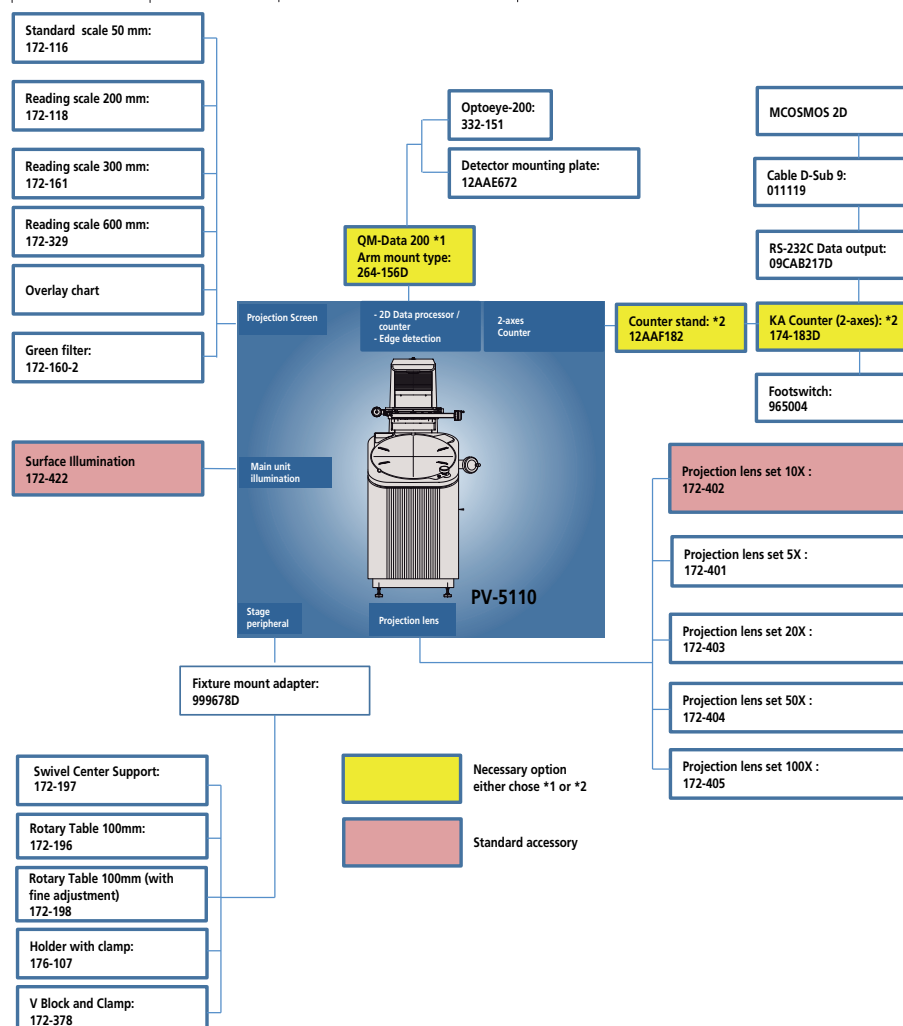 Standard scale 50 mm:
172-116
Reading scale 200 mm:
172-118
Reading scale 300 mm:
172-161
Reading scale 600 mm:
172-329
Overlay chart
Green filter:
172-160-2
Surface Illumination
172-422
Optoeye-200:
332-151
Detector mounting plate:
12AAE672
QM-Data 200 *1
Arm mount type:
264-156D
MCOSMOS 2D
Cable D-Sub 9:
011119
RS-232C Data output:
09CAB217D
Counter stand: *2
12AAF182
KA Counter (2-axes): *2
174-183D
Footswitch:
965004
Projection Screen
- 2D Data processor /
counter
- Edge detection
2-axes
Counter
Main unit
illumination
PV-5110
Stage
peripheral
Projection lens
Projection lens set 10X :
172-402
Projection lens set 5X :
172-401
Projection lens set 20X :
172-403
Projection lens set 50X :
172-404
Projection lens set 100X :
172-405
Fixture mount adapter:
999678D
Swivel Center Support:
172-197
Rotary Table 100mm:
172-196
Rotary Table 100mm (with
fine adjustment)
172-198
Holder with clamp:
176-107
V Block and Clamp:
172-378
Necessary option
either chose *1 or *2
Standard accessory